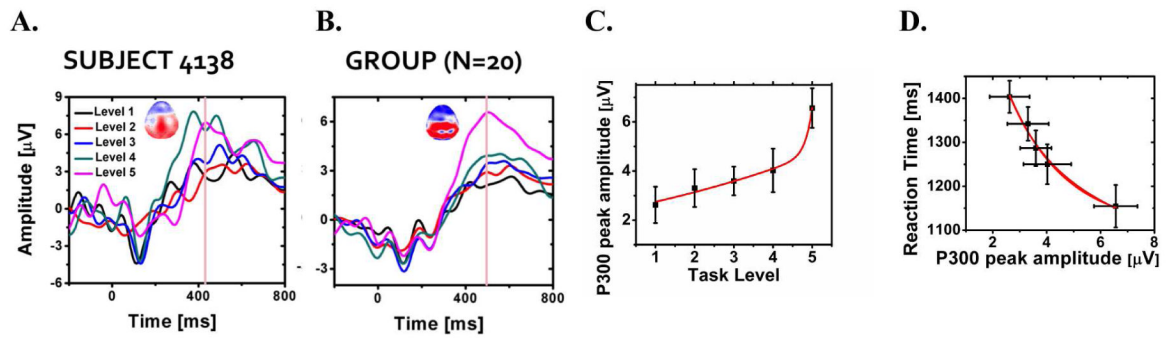 A.
B.
C.
D.
SUBJECT 4138
GROUP (N=20)
Amplitude [µV]
9
6
3
0
-3
-6
Level 1
Level 2
Level 3
Level 4
Level 5
0
400
800
Time [ms]
6
3
0
-3
0
400
800
Time [ms]
P300 peak amplitude [µV]
6
4
2
1
2
3
4
5
Task Level
Reaction Time [ms]
1400
1300
1200
1100
2
4
6
8
P300 peak amplitude [µV]